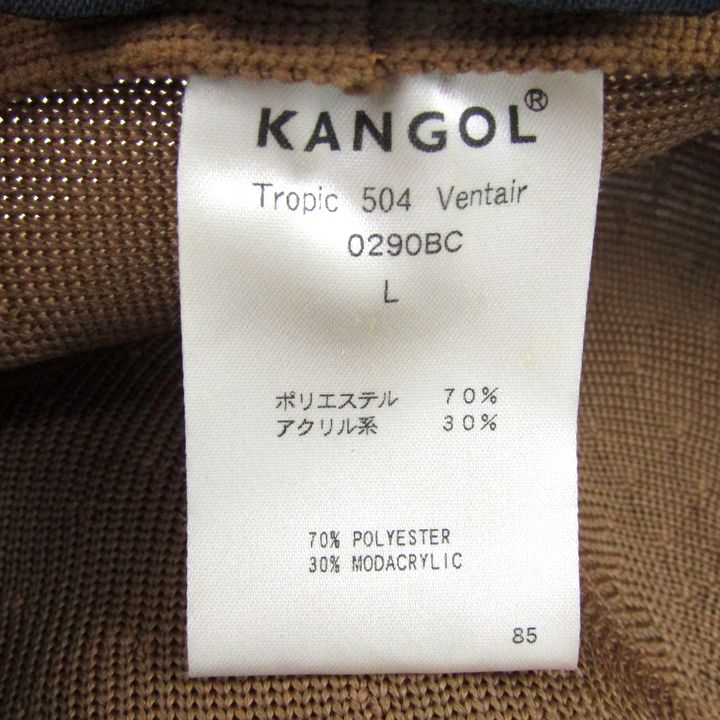 KANGOL®
Tropic 504 Ventair
0290BC
L
ポリエステル 70%
アクリル系 30%
70% POLYESTER
30% MODACRYLIC
85